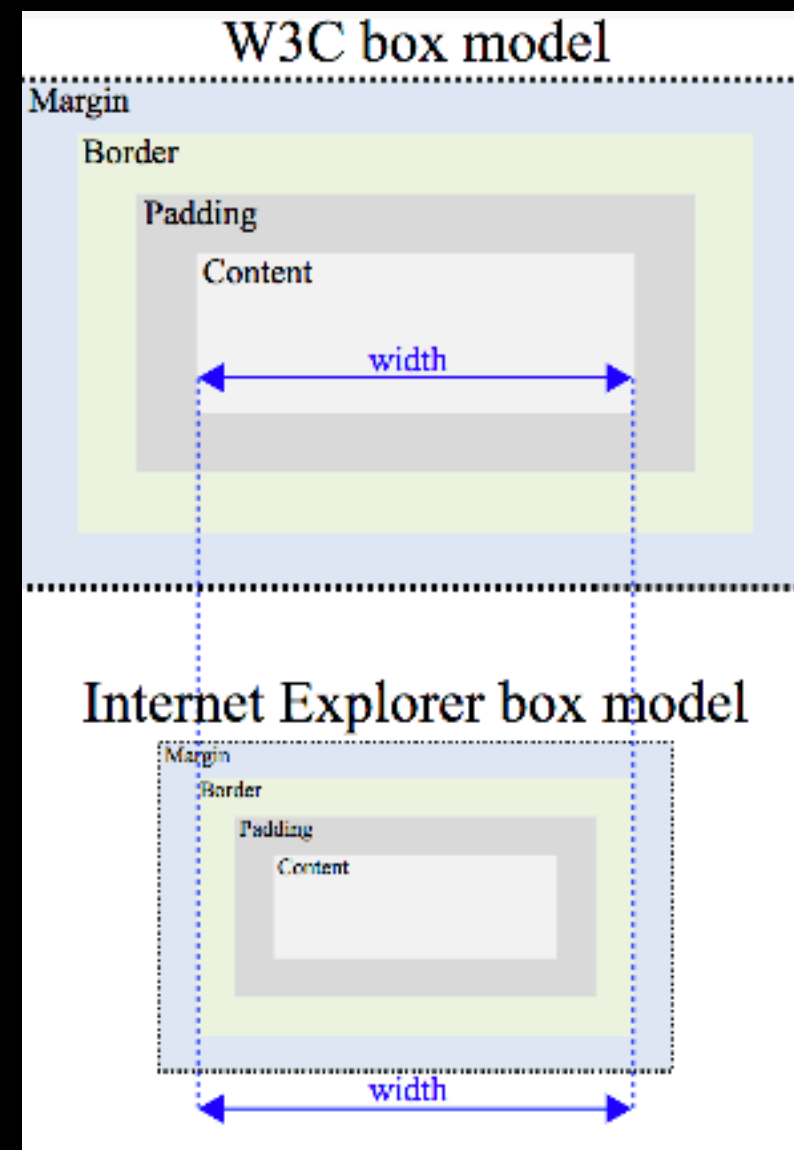 W3C box model
Margin
Border
Padding
Content
width
Internet Explorer box model
Margin
Border
Padding
Content
width